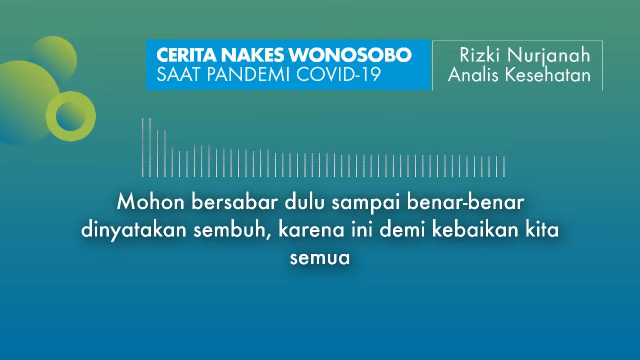 CERITA NAKES WONOSOBO
SAAT PANDEMI COVID-19
Rizki Nurjanah
Analis Kesehatan
Mohon bersabar dulu sampai benar-benar
dinyatakan sembuh, karena ini demi kebaikan kita
semua